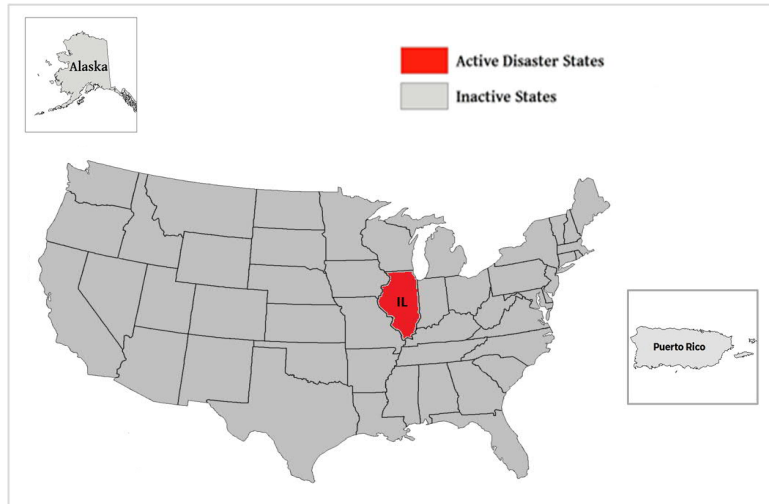 Alaska
Active Disaster States
Inactive States
IL
Puerto Rico